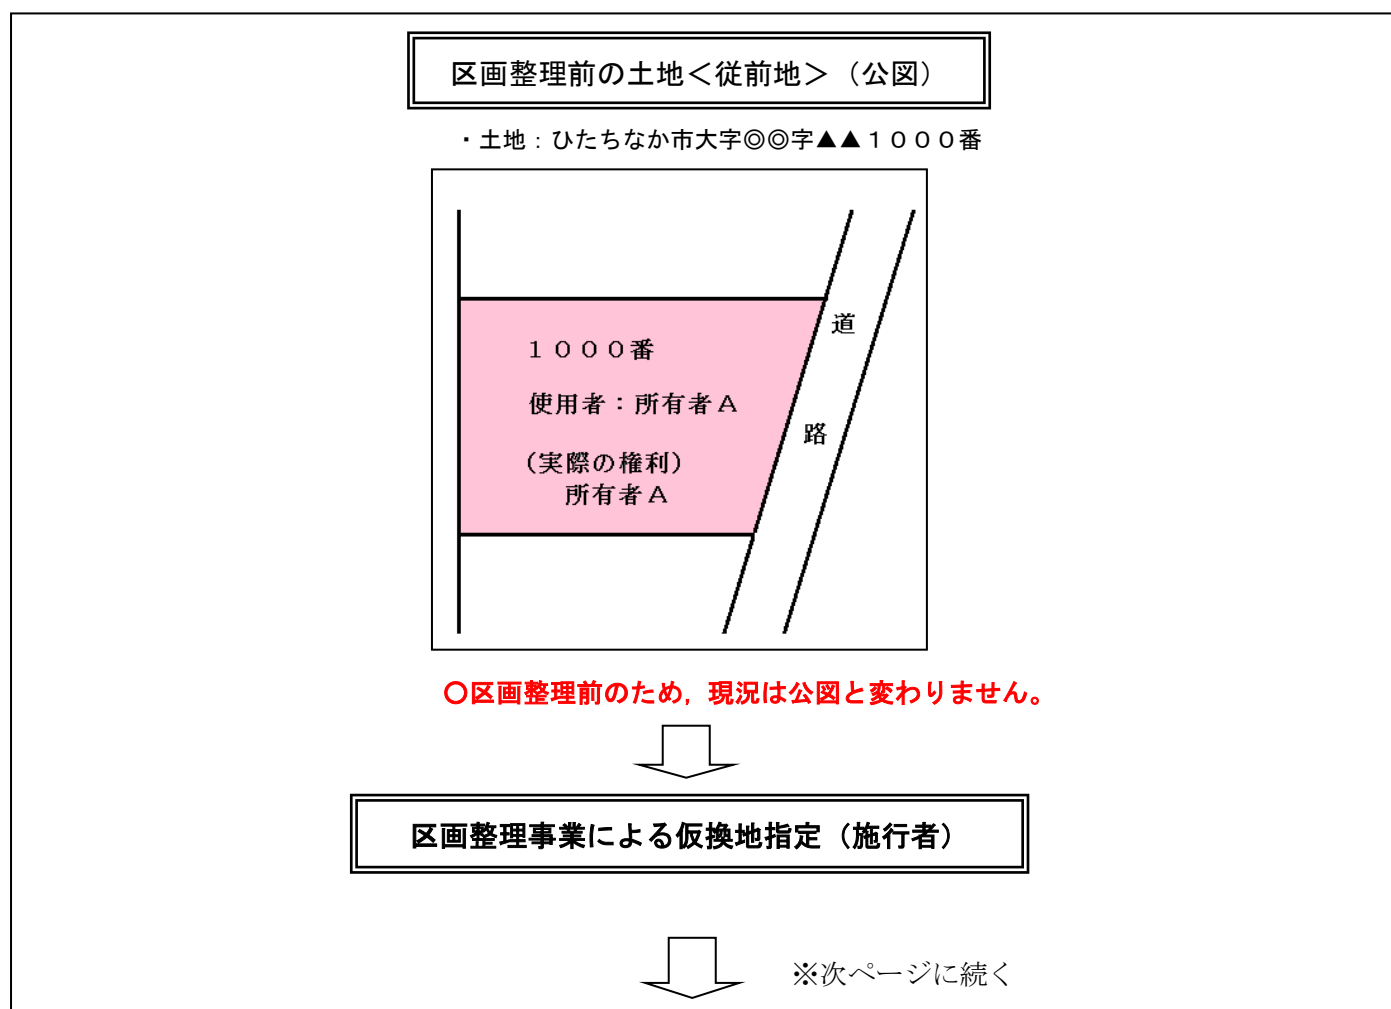 区画整理前の土地＜従前地＞（公図）
・土地：ひたちなか市大字◎◎字▲▲１０００番
１０００番
使用者：所有者Ａ
（実際の権利）
所有者Ａ
道
路
〇区画整理前のため，現況は公図と変わりません。
区画整理事業による仮換地指定（施行者）
※次ページに続く